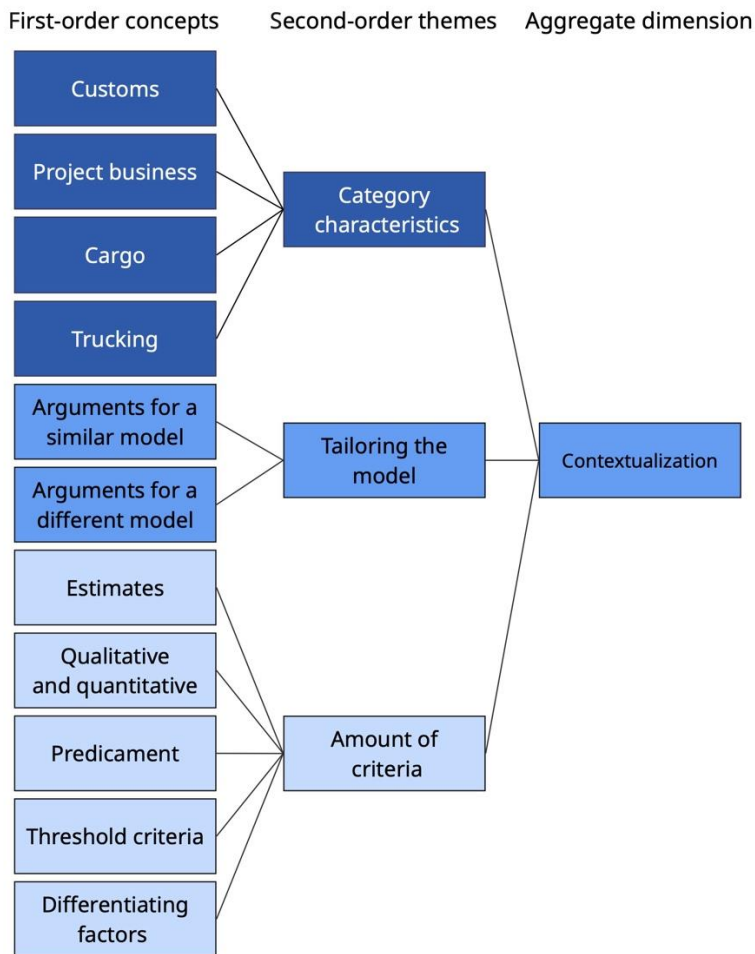 First-order concepts
Second-order themes
Aggregate dimension
Customs
Project business
Cargo
Trucking
Arguments for a
similar model
Arguments for a
different model
Estimates
Qualitative
and quantitative
Predicament
Threshold criteria
Differentiating
factors
Category
characteristics
Tailoring the
model
Amount of
criteria
Contextualization